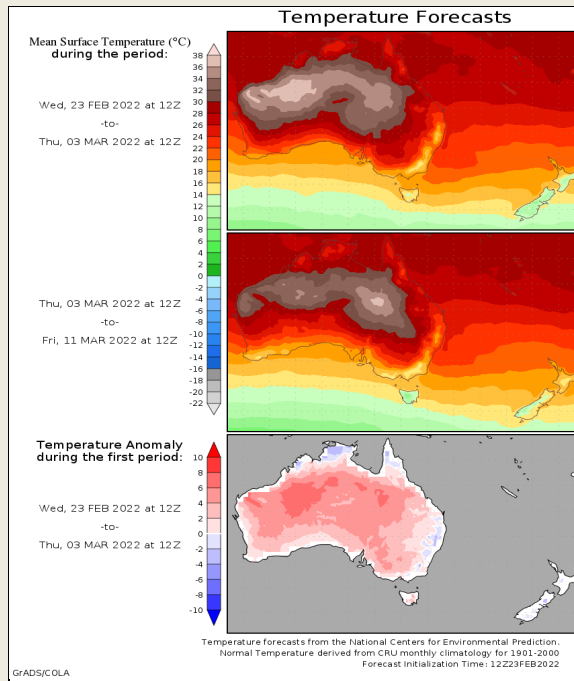 Temperature Forecasts
Mean Surface Temperature (°C)
during the period:
Wed, 23 FEB 2022 at 12Z
-to-
Thu, 03 MAR 2022 at 12Z
38
36
34
32
30
28
26
24
22
20
18
16
14
12
10
8
6
4
2
0
-2
-4
-6
-8
-10
-12
-14
-16
-18
-20
-22
Thu, 03 MAR 2022 at 12Z
-to-
Fri, 11 MAR 2022 at 12Z
Temperature Anomaly
during the first period:
Wed, 23 FEB 2022 at 12Z
-to-
Thu, 03 MAR 2022 at 12Z
10
8
6
4
2
0
-2
-4
-6
-8
-10
Temperature forecasts from the National Centers for Environmental Prediction.
Normal Temperature derived from CRU monthly climatology for 1901-2000
Forecast Initialization Time: 12Z23FEB2022
GrADS/COLA